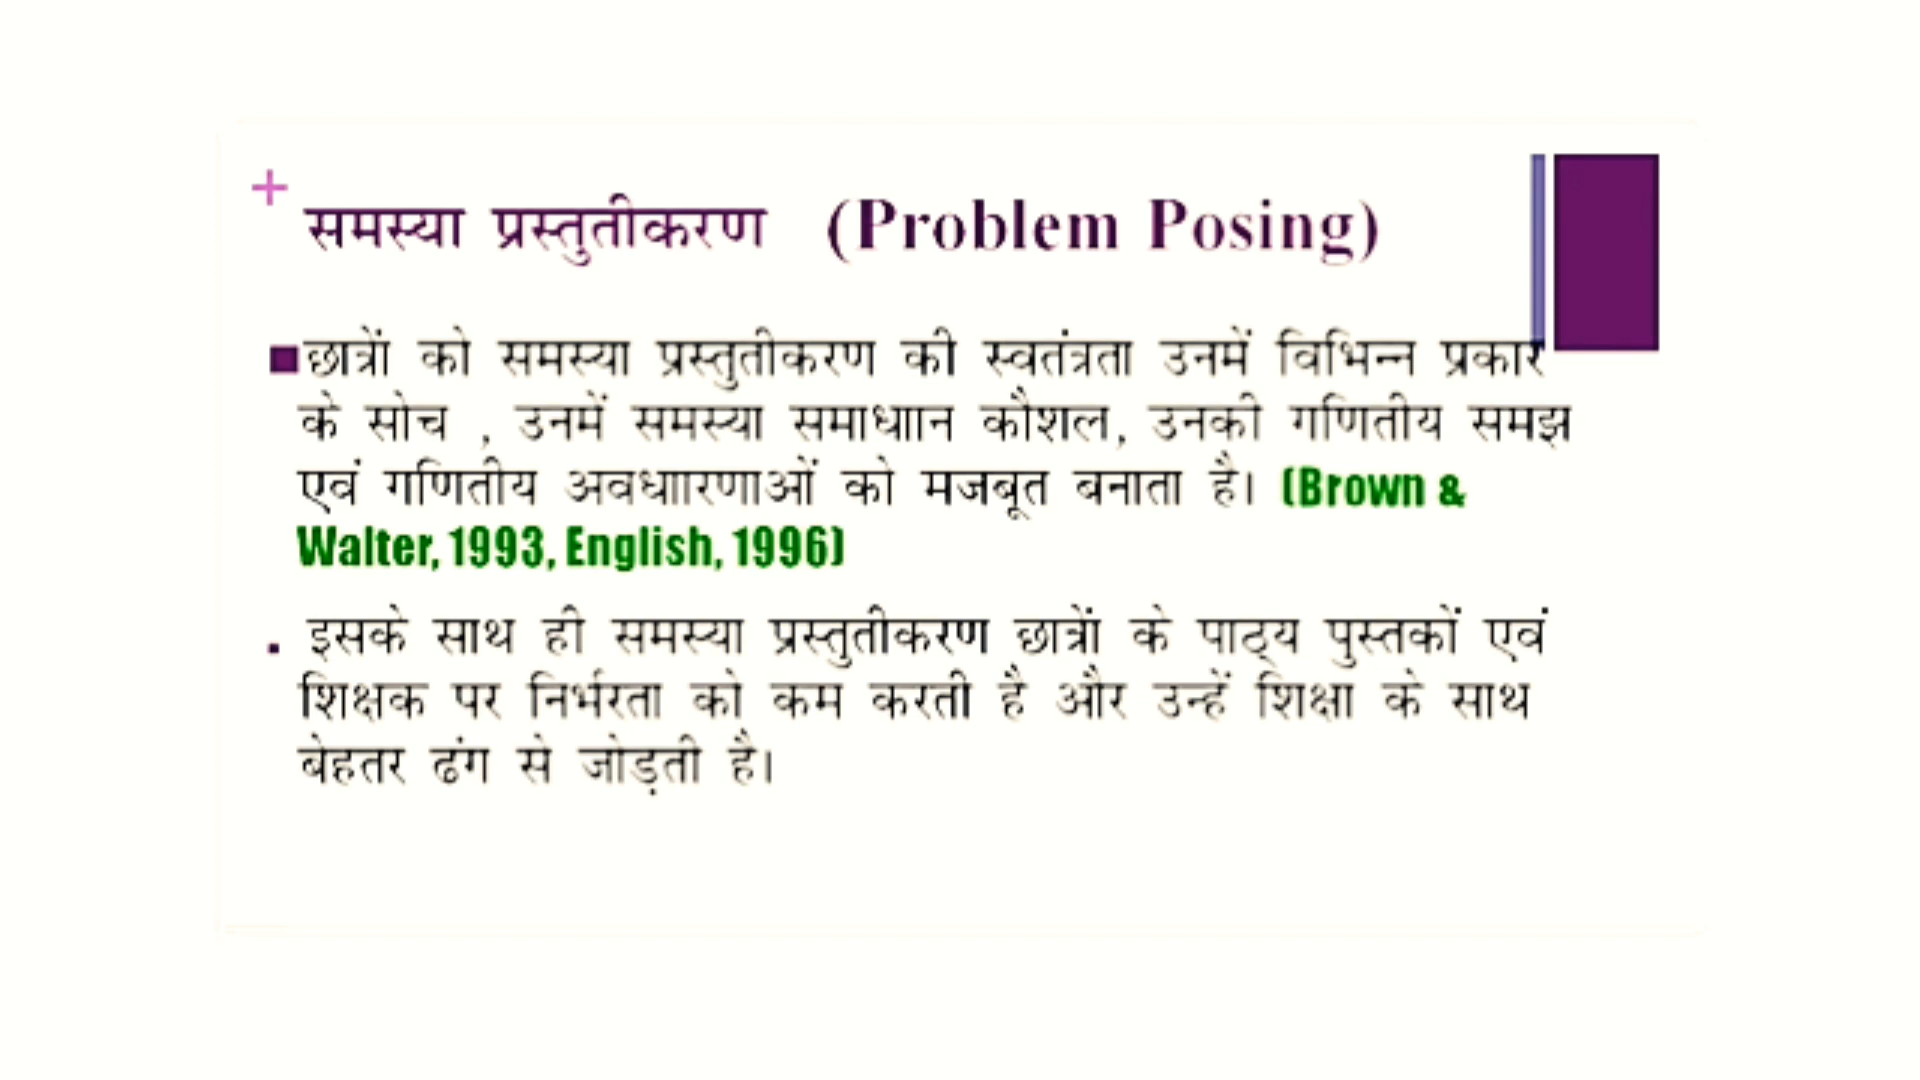 समस्या प्रस्तुतीकरण (Problem Posing)
छात्रों को समस्या प्रस्तुतीकरण की स्वतंत्रता उनमें विभिन्न प्रकार
के सोच , उनमें समस्या समाधाान कौशल, उनकी गणितीय समझ
एवं गणितीय अवधाारणाओं को मजबूत बनाता है। (Brown &
Walter, 1993, English, 1996)
इसके साथ ही समस्या प्रस्तुतीकरण छात्रों के पाठ्य पुस्तकों एवं
शिक्षक पर निर्भरता को कम करती है और उन्हें शिक्षा के साथ
बेहतर ढंग से जोड़ती है।